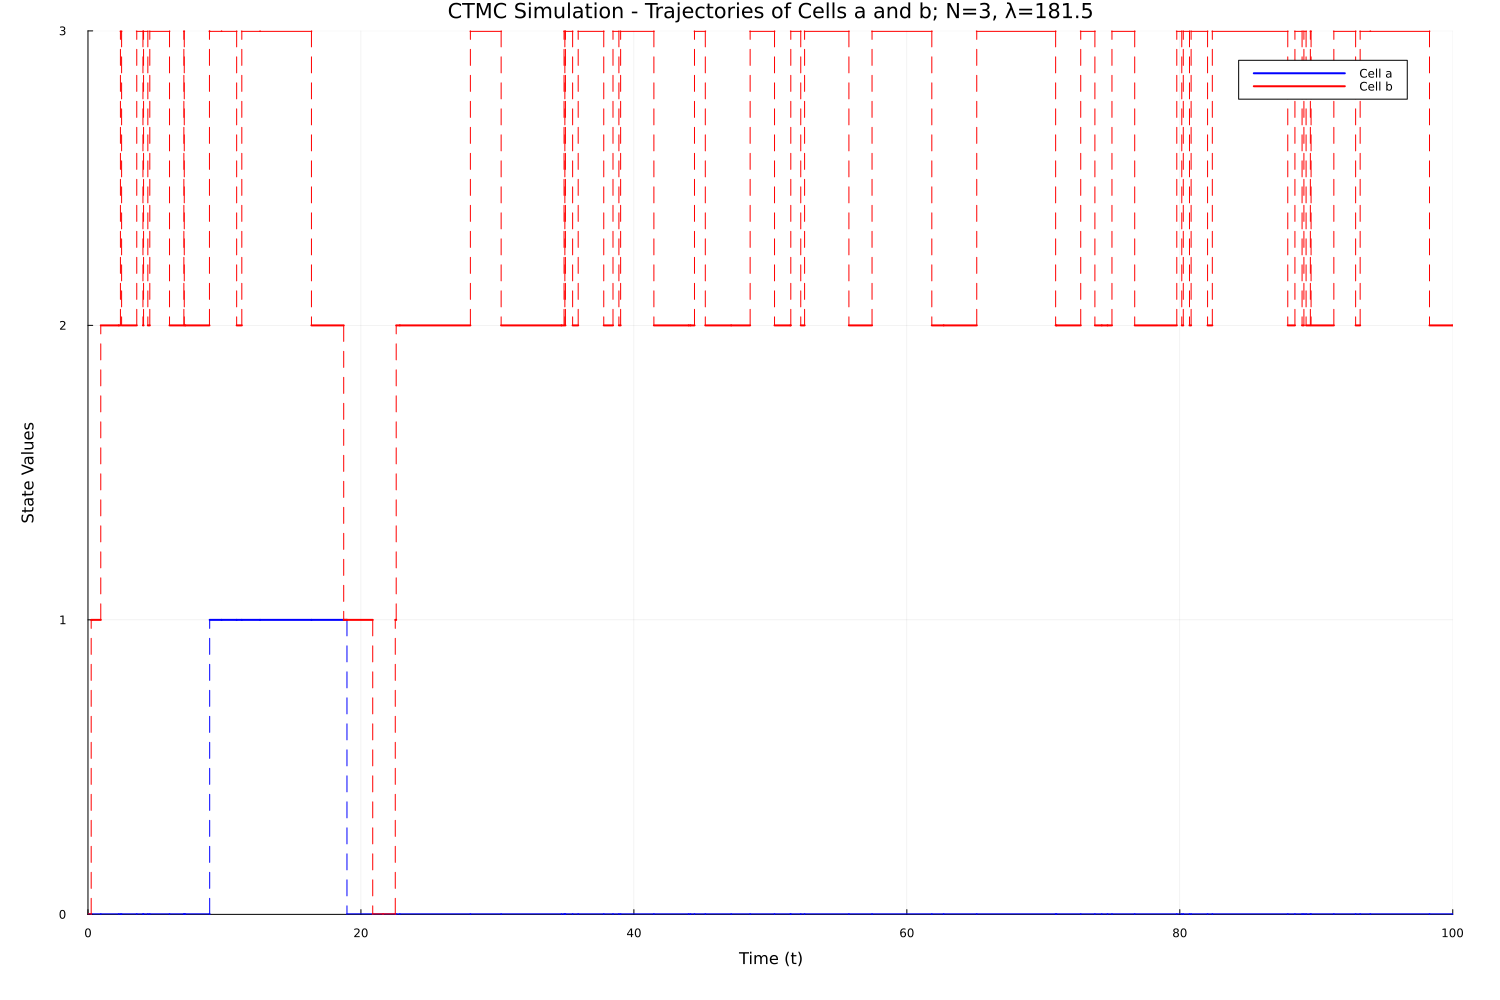 CTMC Simulation - Trajectories of Cells a and b; N=3, λ=181.5
3
Cell a
Cell b
2
State Values
1
0
0 20 40 60 80 100
Time (t)